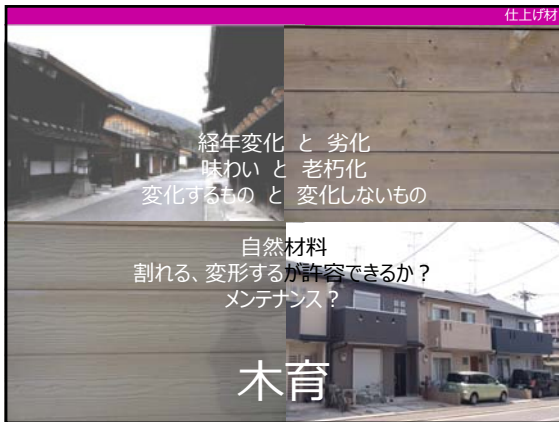 仕上げ材
経年変化 と 劣化
味わい と 老朽化
変化するもの と 変化しないもの
自然材料
割れる、変形するが許容できるか？
メンテナンス？
木育